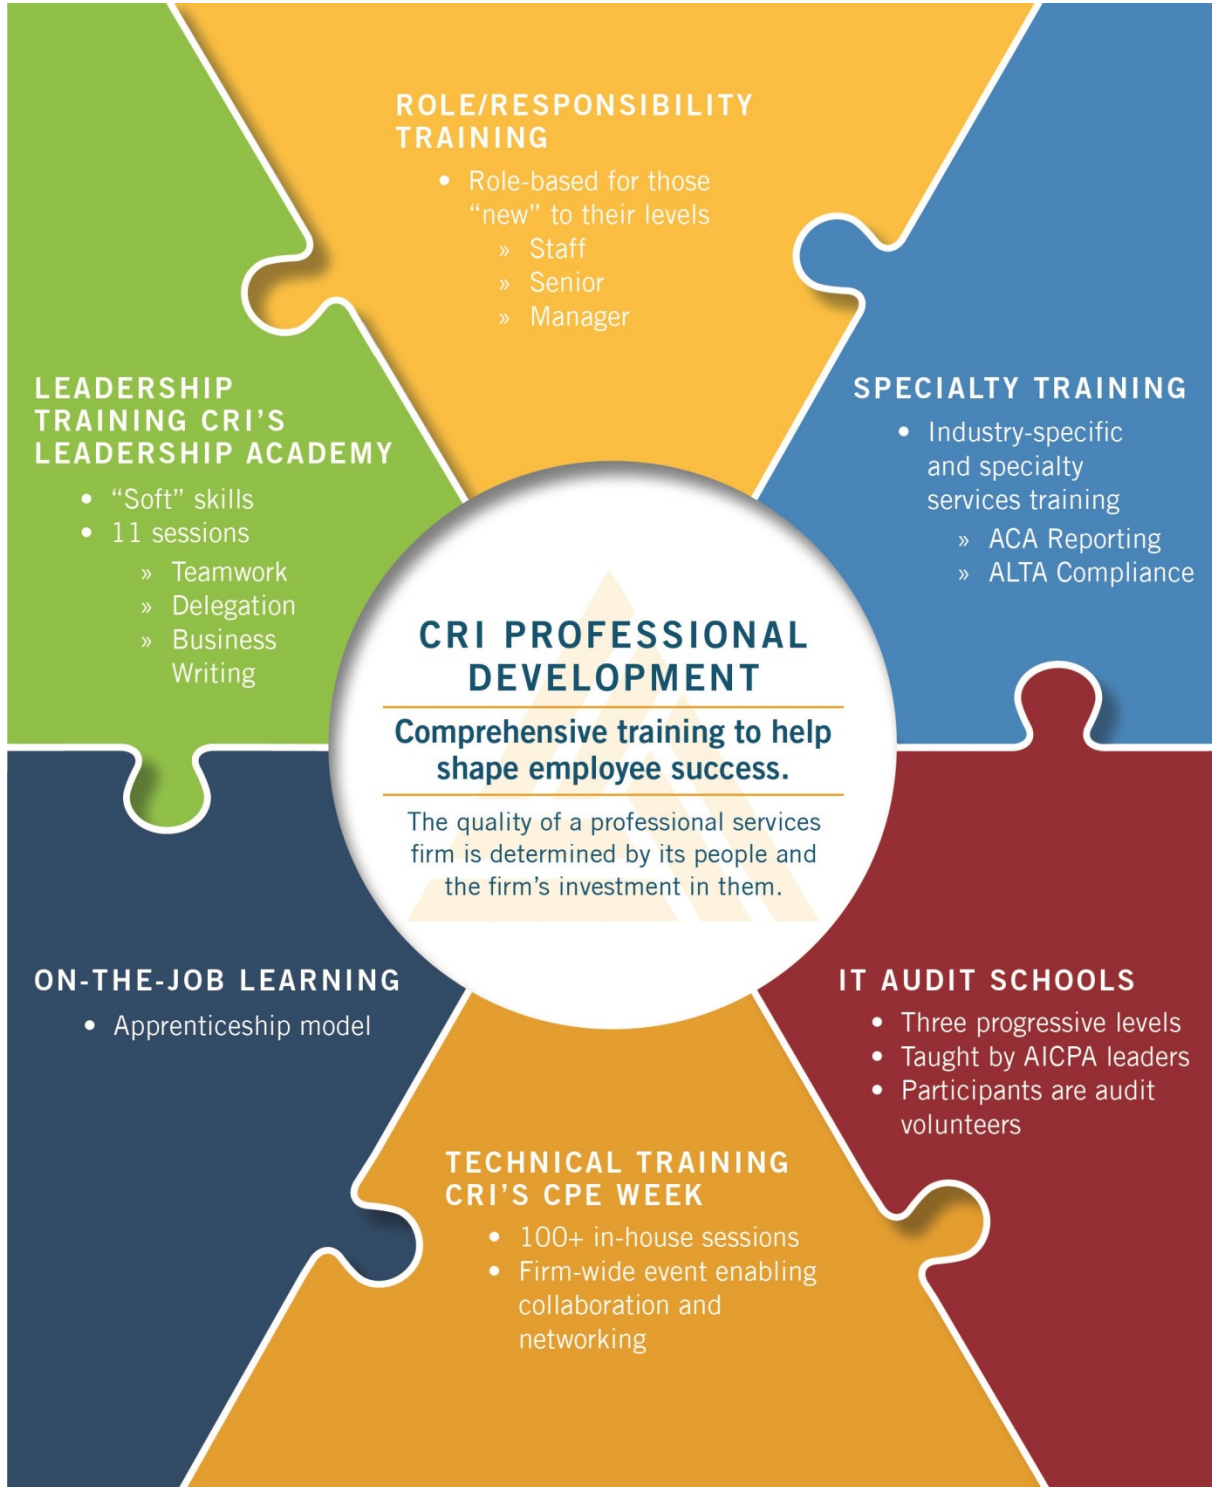 ROLE/RESPONSIBILITY
TRAINING
• Role-based for those
“new” to their levels
» Staff
» Senior
» Manager
LEADERSHIP
TRAINING CRI’S
LEADERSHIP ACADEMY
• “Soft” skills
• 11 sessions
» Teamwork
» Delegation
» Business
Writing
SPECIALTY TRAINING
• Industry-specific
and specialty
services training
» ACA Reporting
» ALTA Compliance
CRI PROFESSIONAL
DEVELOPMENT
Comprehensive training to help
shape employee success.
The quality of a professional services
firm is determined by its people and
the firm’s investment in them.
ON-THE-JOB LEARNING
• Apprenticeship model
IT AUDIT SCHOOLS
• Three progressive levels
• Taught by AICPA leaders
• Participants are audit
volunteers
TECHNICAL TRAINING
CRI’S CPE WEEK
• 100+ in-house sessions
• Firm-wide event enabling
collaboration and
networking